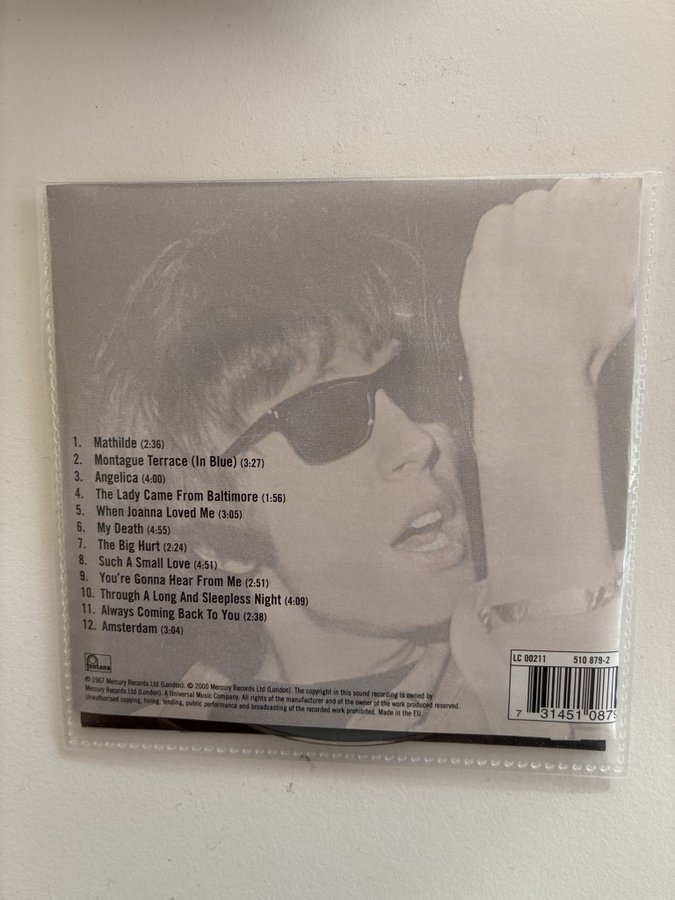 1. Mathilde (2:36)
2. Montague Terrace (In Blue) (3:27)
3. Angelica (4:00)
4. The Lady Came From Baltimore (1:56)
5. When Joanna Loved Me (3:05)
6. My Death (4:55)
7. The Big Hurt (2:24)
8. Such A Small Love (4:51)
9. You're Gonna Hear From Me (2:51)
10. Through A Long And Sleepless Night (4:09)
11. Always Coming Back To You (2:38)
12. Amsterdam (3:04)
fontana
℗ 1967 Mercury Records Ltd (London). © 2000 Mercury Records Ltd (London). The copyright in this sound recording is owned by
Mercury Records Ltd (London). A Universal Music Company. All rights of the manufacturer and of the owner of the work produced reserved.
Unauthorised copying, hiring, lending, public performance and broadcasting of the recorded work prohibited. Made in the EU.
LC 00211 510 879-2
7 31451 0879